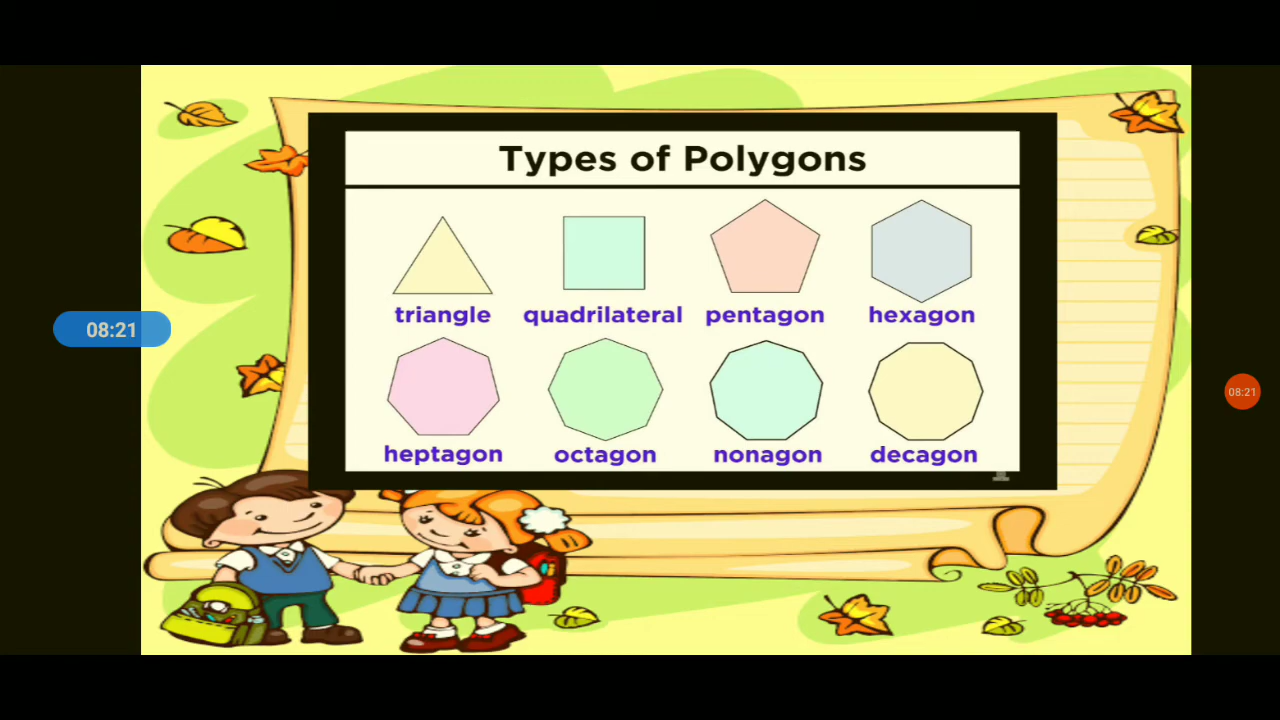 Types of Polygons
triangle quadrilateral pentagon hexagon
08:21
08:21
heptagon octagon nonagon decagon